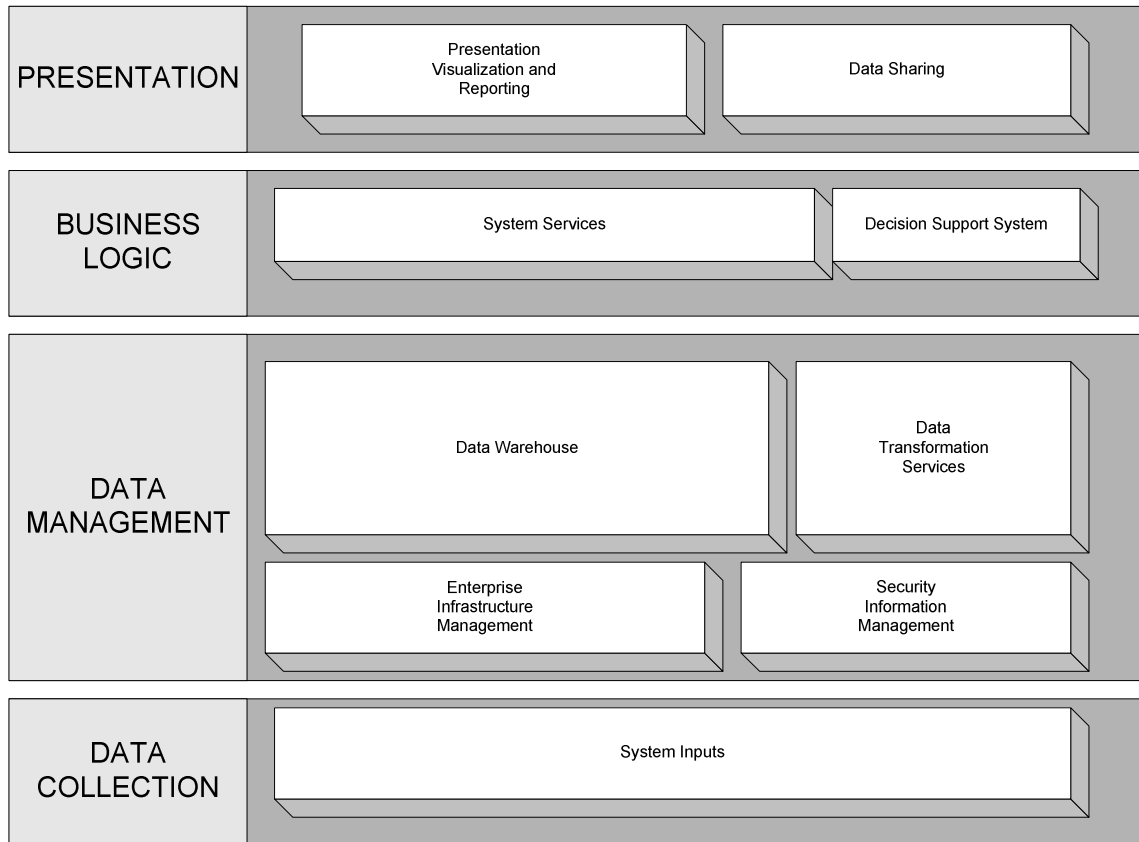 PRESENTATION
Presentation
Visualization and
Reporting
Data Sharing
BUSINESS
LOGIC
System Services
Decision Support System
DATA
MANAGEMENT
Data Warehouse
Data
Transformation
Services
Enterprise
Infrastructure
Management
Security
Information
Management
DATA
COLLECTION
System Inputs